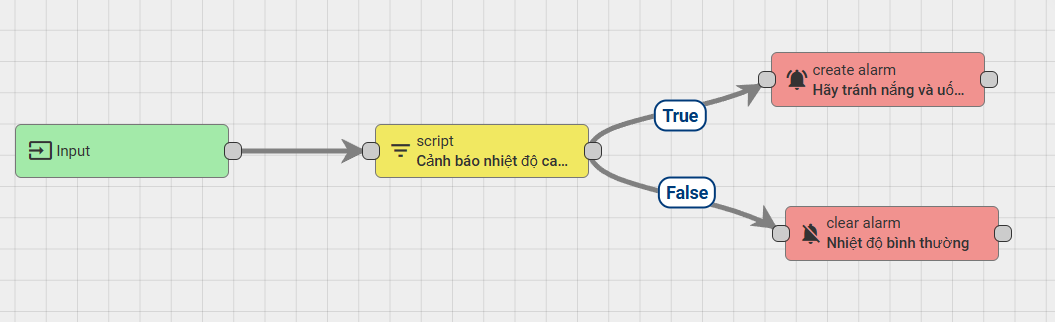 Input
script
Cảnh báo nhiệt độ ca...
True
False
create alarm
Hãy tránh nắng và uố...
clear alarm
Nhiệt độ bình thường